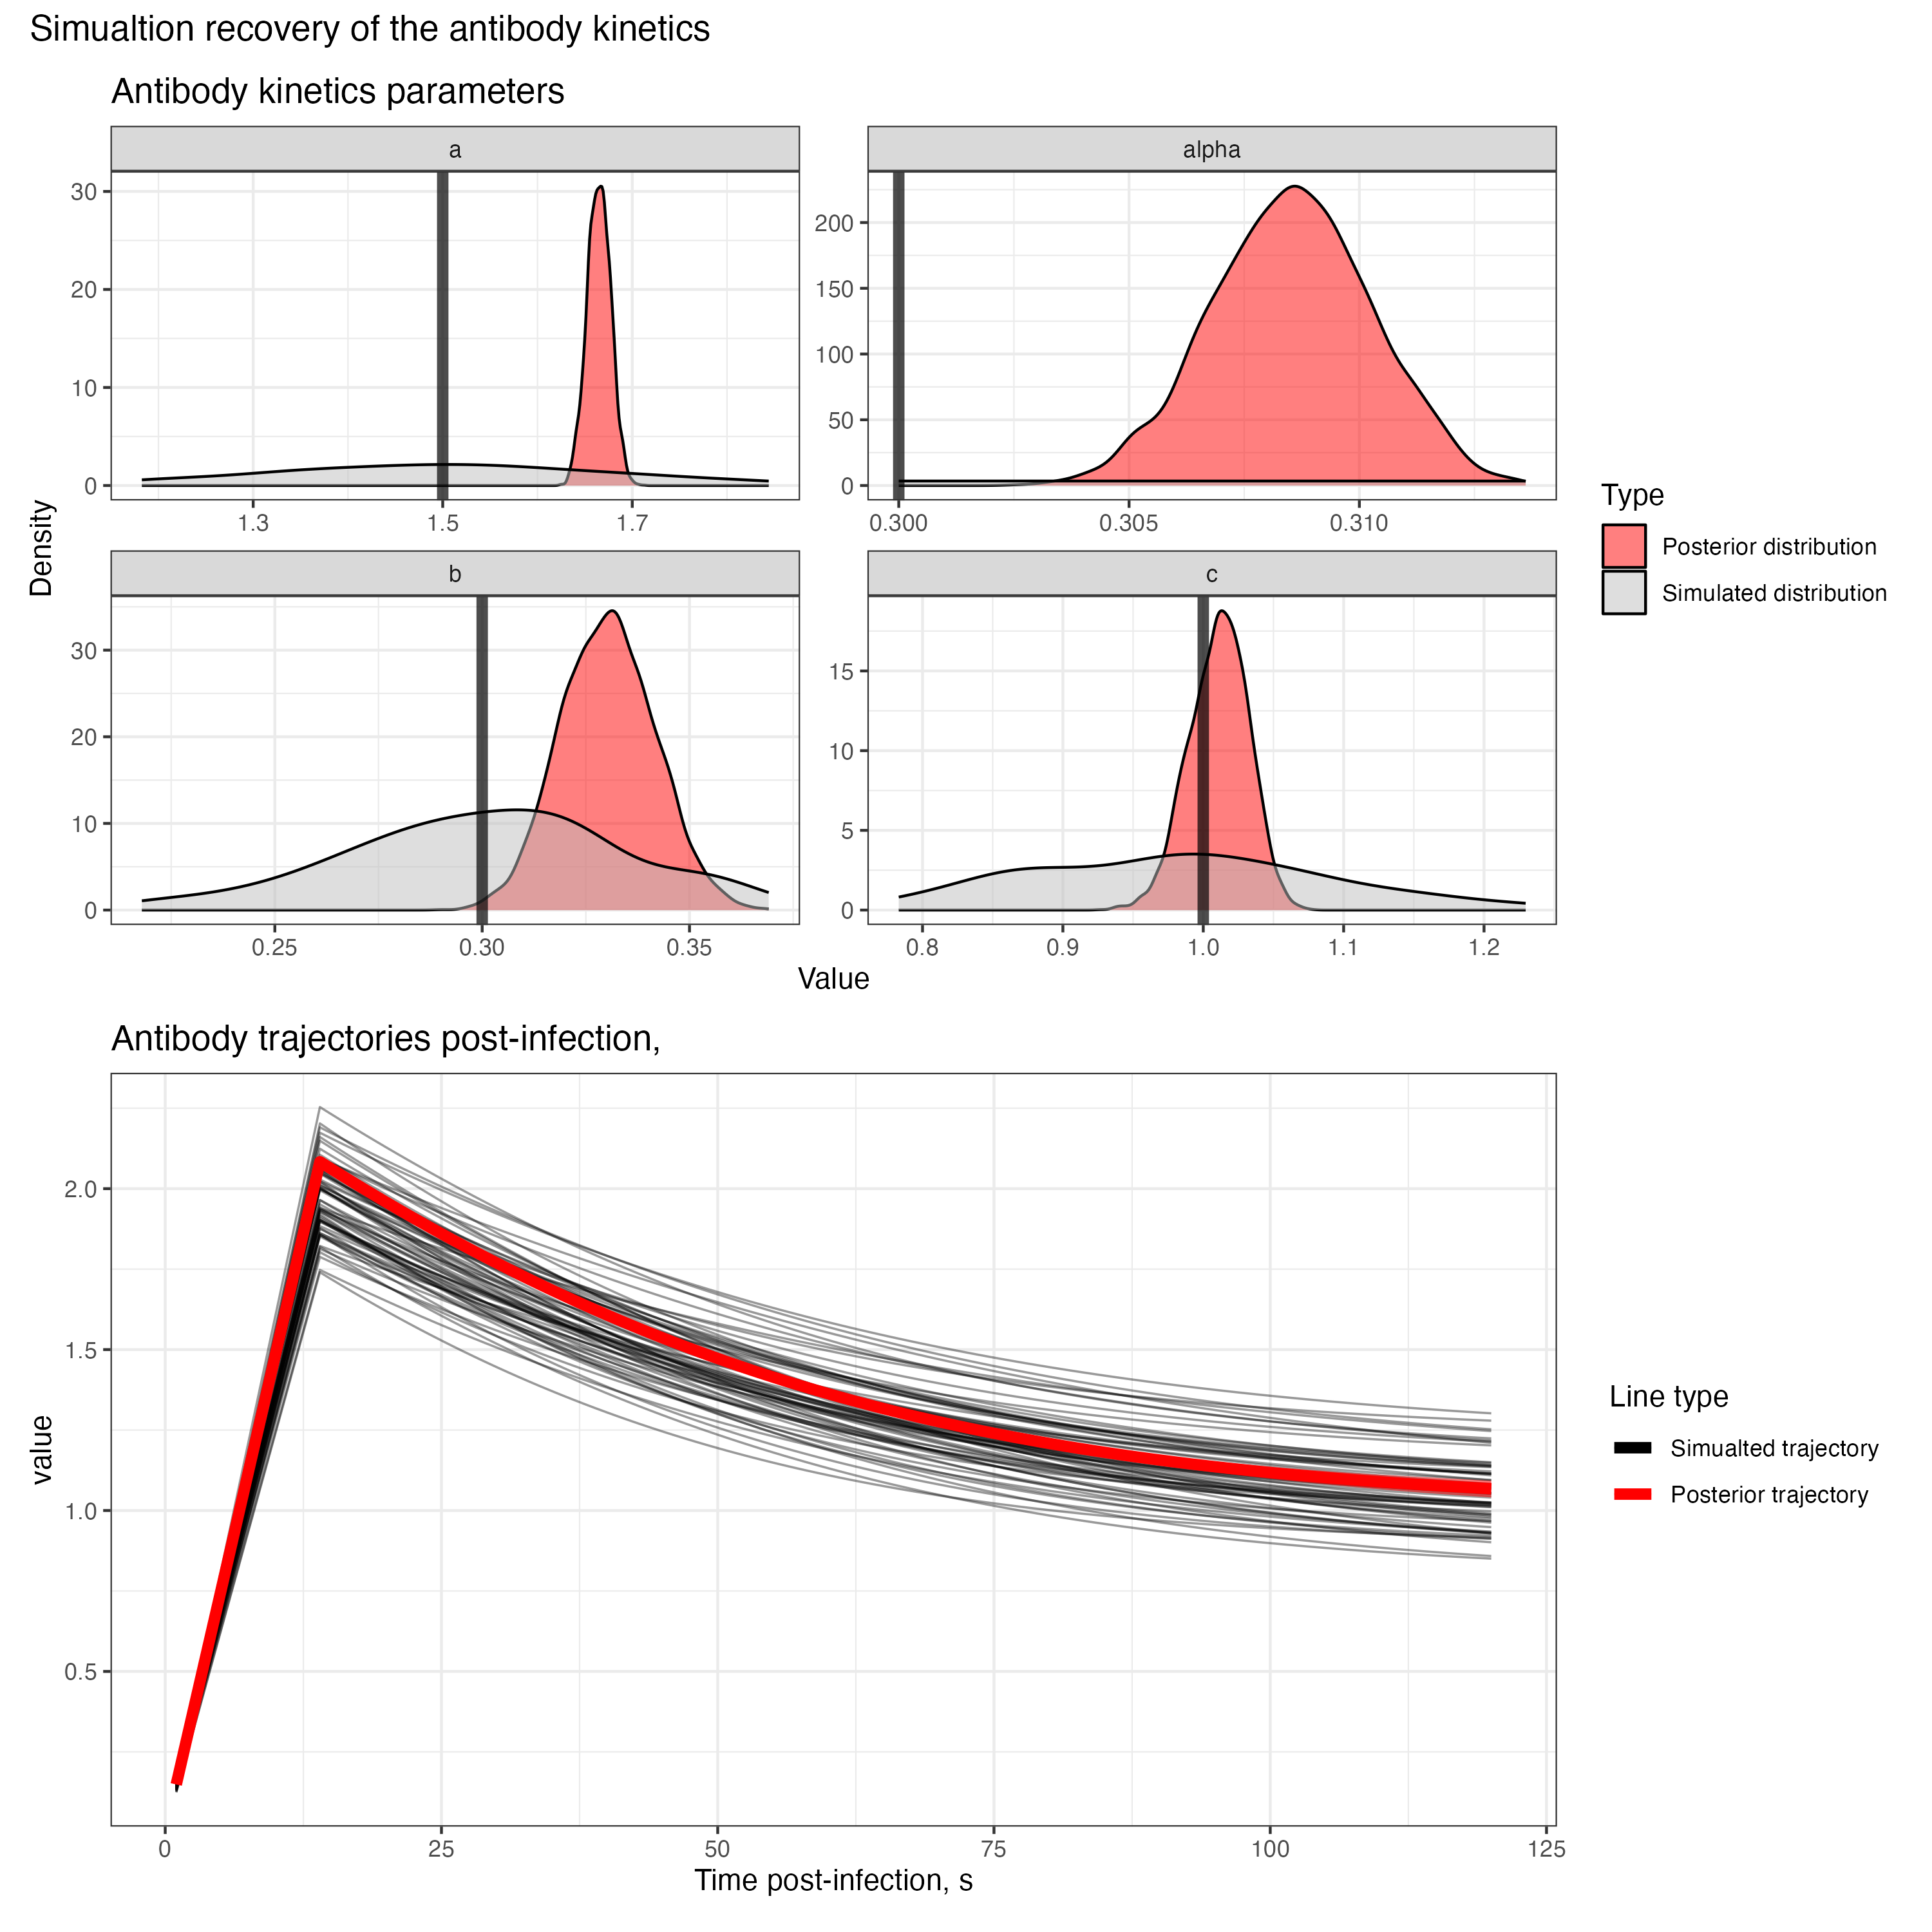 Simualtion recovery of the antibody kinetics
Antibody kinetics parameters
a
alpha
30
20
10
0
1.3 1.5 1.7
200
150
100
50
0
0.300 0.305 0.310
b
c
30
20
10
0
0.25 0.30 0.35
15
10
5
0
0.8 0.9 1.0 1.1 1.2
Density
Value
Type
Posterior distribution
Simulated distribution
Antibody trajectories post-infection,
2.0
1.5
1.0
0.5
0 25 50 75 100 125
value
Time post-infection, s
Line type
Simualted trajectory
Posterior trajectory